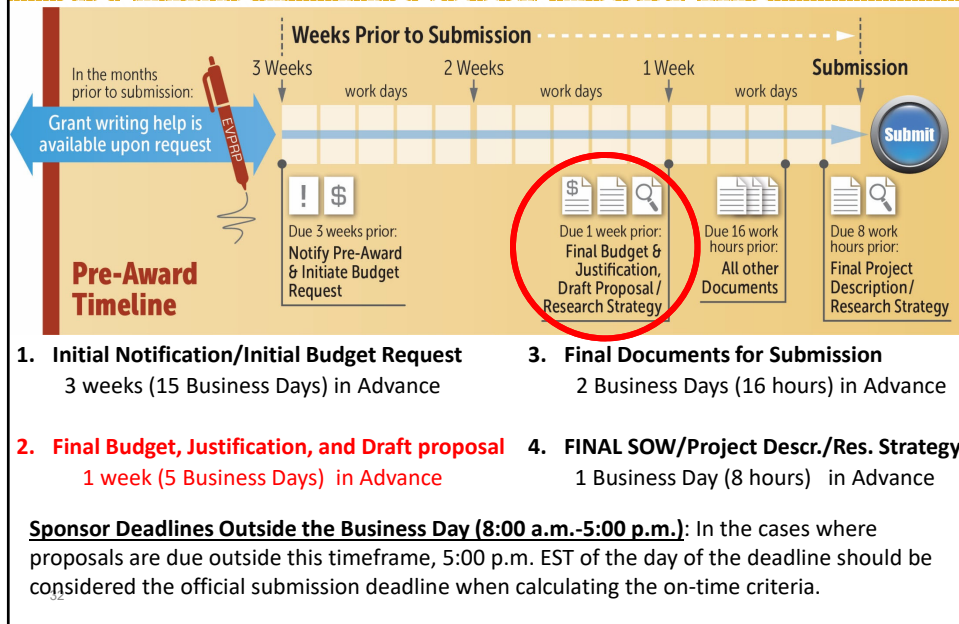 Weeks Prior to Submission
In the months
prior to submission:
3 Weeks
2 Weeks
1 Week
Submission
work days
work days
work days
Grant writing help is
available upon request
EVPRP
Submit
! $
$
Due 3 weeks prior:
Notify Pre-Award
& Initiate Budget
Request
Due 1 week prior:
Final Budget &
Justification,
Draft Proposal/
Research Strategy
Due 16 work
hours prior:
All other
Documents
Due 8 work
hours prior:
Final Project
Description/
Research Strategy
Pre-Award
Timeline
1. Initial Notification/Initial Budget Request
3 weeks (15 Business Days) in Advance
2. Final Budget, Justification, and Draft proposal
1 week (5 Business Days) in Advance
3. Final Documents for Submission
2 Business Days (16 hours) in Advance
4. FINAL SOW/Project Descr./Res. Strategy
1 Business Day (8 hours) in Advance
Sponsor Deadlines Outside the Business Day (8:00 a.m.-5:00 p.m.): In the cases where
proposals are due outside this timeframe, 5:00 p.m. EST of the day of the deadline should be
considered the official submission deadline when calculating the on-time criteria.
32